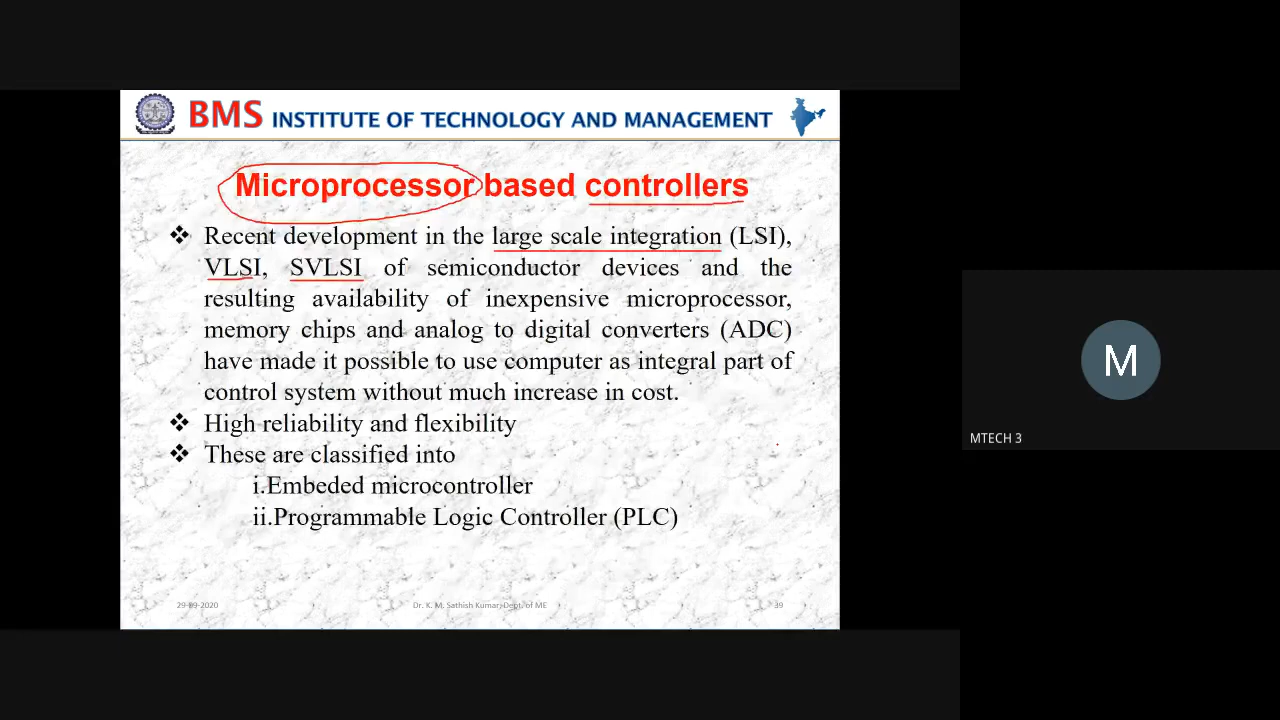 BMS INSTITUTE OF TECHNOLOGY AND MANAGEMENT
Microprocessor based controllers
❖ Recent development in the large scale integration (LSI),
VLSI, SVLSI of semiconductor devices and the
resulting availability of inexpensive microprocessor,
memory chips and analog to digital converters (ADC)
have made it possible to use computer as integral part of
control system without much increase in cost.
❖ High reliability and flexibility
❖ These are classified into
i.Embeded microcontroller
ii.Programmable Logic Controller (PLC)
29-09-2020 Dr. K. M. Sathish Kumar, Dept. of ME 39
M
MTECH 3